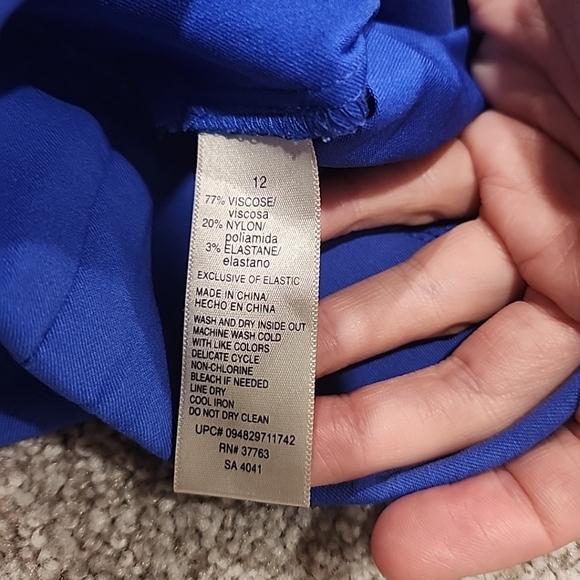 12
77% VISCOSE/
viscosa
20% NYLON/
poliamida
3% ELASTANE/
elastano
EXCLUSIVE OF ELASTIC
MADE IN CHINA/
HECHO EN CHINA
WASH AND DRY INSIDE OUT
MACHINE WASH COLD
WITH LIKE COLORS
DELICATE CYCLE
NON-CHLORINE
BLEACH IF NEEDED
LINE DRY
COOL IRON
DO NOT DRY CLEAN
UPC# 094829711742
RN# 37763
SA 4041